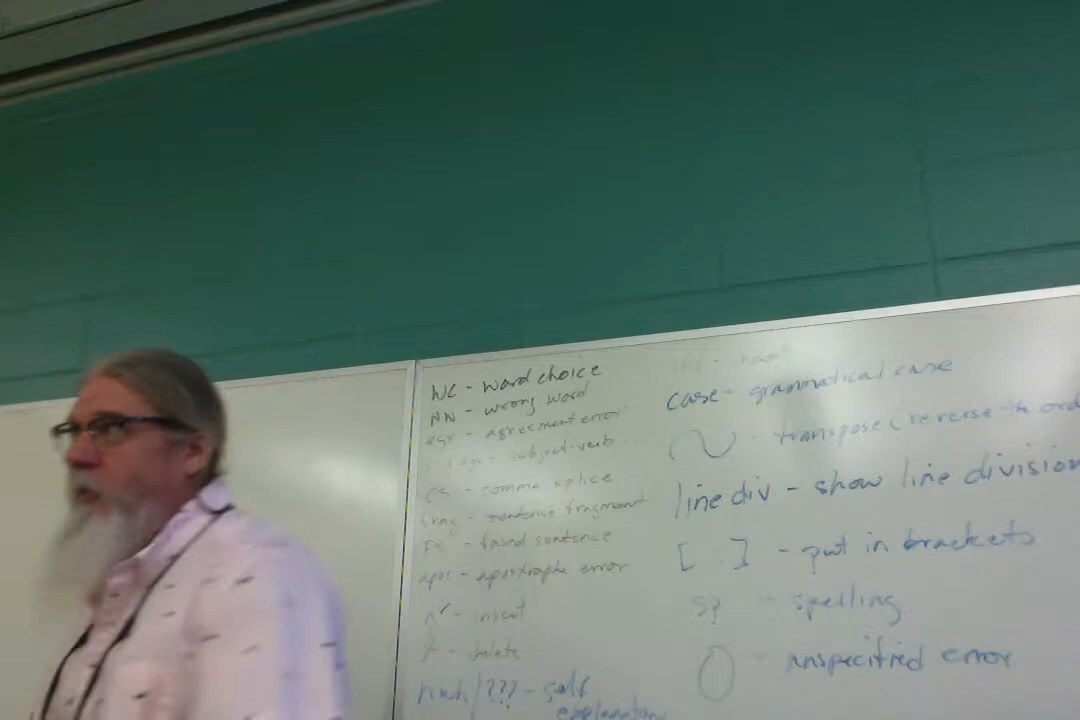 WC - word choice
WW - wrong word
agr - agreement error
agr - subject-verb ...
CS - comma splice
frag - sentence fragment
FS - fused sentence
apos - apostrophe error
- insert
- delete
/ ??? - self
explanatory
case - grammatical case
- transpose (reverse the ord
line div - show line division
[ ] - put in brackets
sp - spelling
- unspecified error